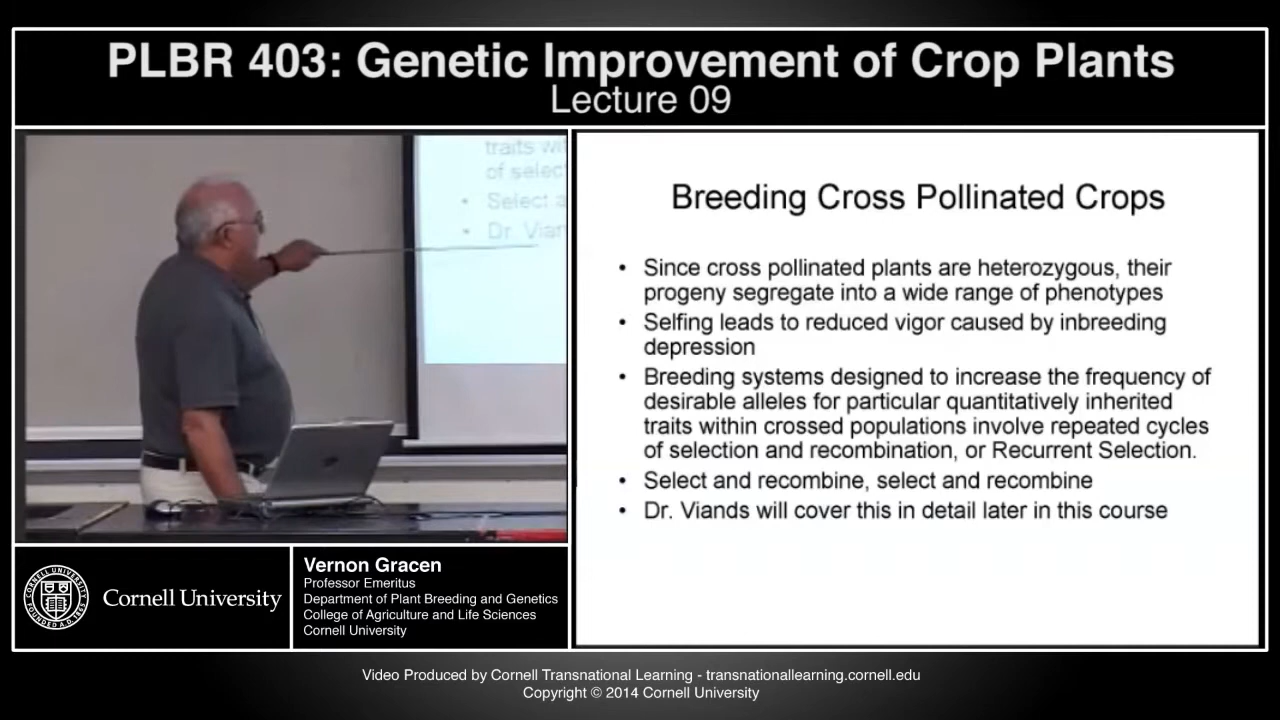 PLBR 403: Genetic Improvement of Crop Plants
Lecture 09
traits
of selec
• Select a
• Dr. Vian
Breeding Cross Pollinated Crops
• Since cross pollinated plants are heterozygous, their
progeny segregate into a wide range of phenotypes
• Selfing leads to reduced vigor caused by inbreeding
depression
• Breeding systems designed to increase the frequency of
desirable alleles for particular quantitatively inherited
traits within crossed populations involve repeated cycles
of selection and recombination, or Recurrent Selection.
• Select and recombine, select and recombine
• Dr. Viands will cover this in detail later in this course
Cornell University
Vernon Gracen
Professor Emeritus
Department of Plant Breeding and Genetics
College of Agriculture and Life Sciences
Cornell University
Video Produced by Cornell Transnational Learning - transnationallearning.cornell.edu
Copyright © 2014 Cornell University